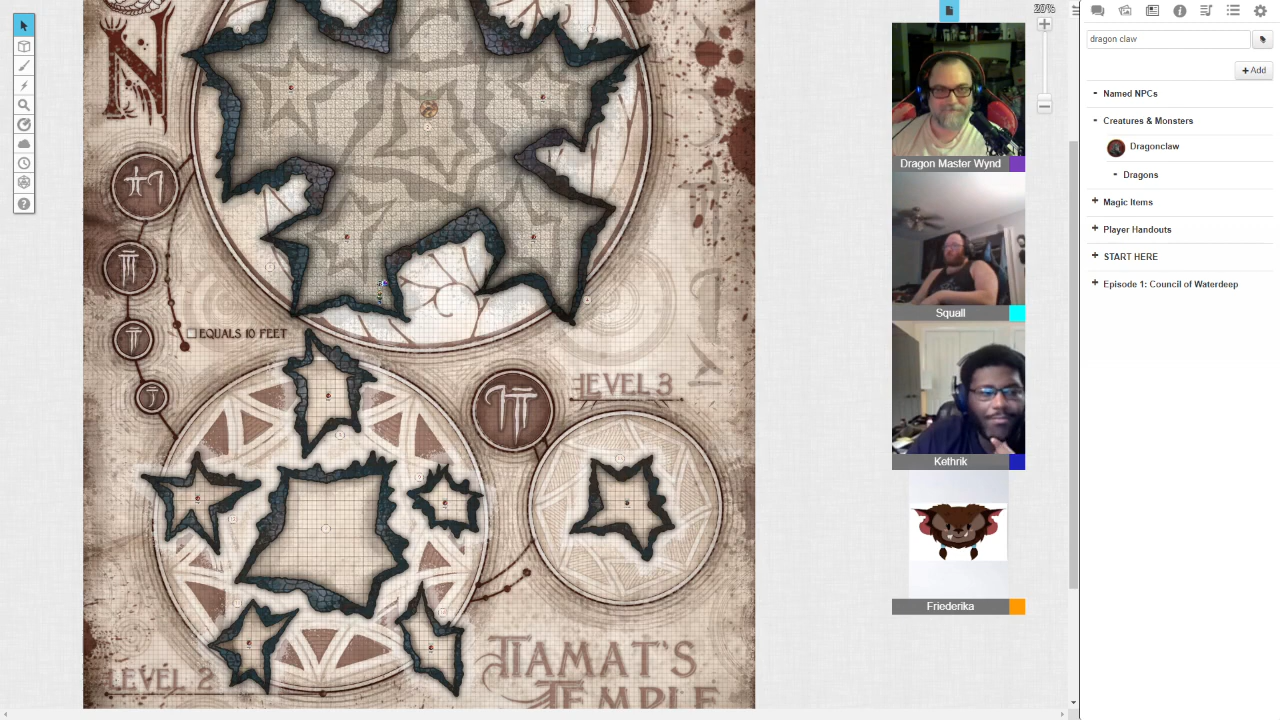 20%
dragon claw
+ Add
N
- Named NPCs
- Creatures & Monsters
Dragonclaw
- Dragons
+ Magic Items
+ Player Handouts
+ START HERE
+ Episode 1: Council of Waterdeep
Dragon Master Wynd
Squall
Kethrik
Friederika
EQUALS 10 FEET
LEVEL 3
LEVEL 2
TIAMAT'S
TEMPLE